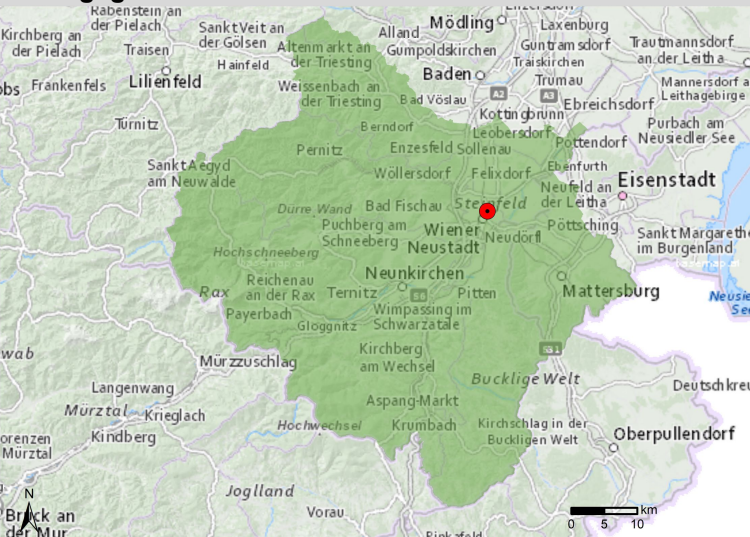 Rabenstein an
der Pielach
Kirchberg an
der Pielach
Sankt Veit an
der Gölsen
Traisen
Hainfeld
Altenmarkt an
der Triesting
Alland
Mödling
Gumpoldskirchen
Laxenburg
Guntramsdorf
Traiskirchen
Trautmannsdorf
an der Leitha
Frankenfels
Lilienfeld
Weissenbach an
der Triesting
Baden
Trumau
Mannersdorf a
Leithagebirge
A2
A3
Bad Vöslau
Kottingbrunn
Ebreichsdorf
Türnitz
Berndorf
Leobersdorf
Purbach am
Neusiedler See
Pernitz
Enzesfeld
Sollenau
Pottendorf
Sankt Aegyd
am Neuwalde
Wöllersdorf
Felixdorf
Ebenfurth
Eisenstadt
Neufeld an
der Leitha
Dürre Wand
Bad Fischau
Puchberg am
Schneeberg
Wiener
Neustadt
Neudörfl
Pöttsching
Sankt Margarethe
im Burgenland
Hochschneeberg
Neunkirchen
Rax
Reichenau
an der Rax
Ternitz
S6
Pitten
Mattersburg
Payerbach
Gloggnitz
Wimpassing im
Schwarzatale
Mürzzuschlag
Kirchberg
am Wechsel
S31
Bucklige Welt
Deutschkreu
Langenwang
Mürztal
Krieglach
Kindberg
Mürztal
Aspang-Markt
Hochwechsel
Krumbach
Kirchschlag in der
Buckligen Welt
Oberpullendorf
Joglland
Vorau
N
Bruck an
der Mur
km
0 5 10